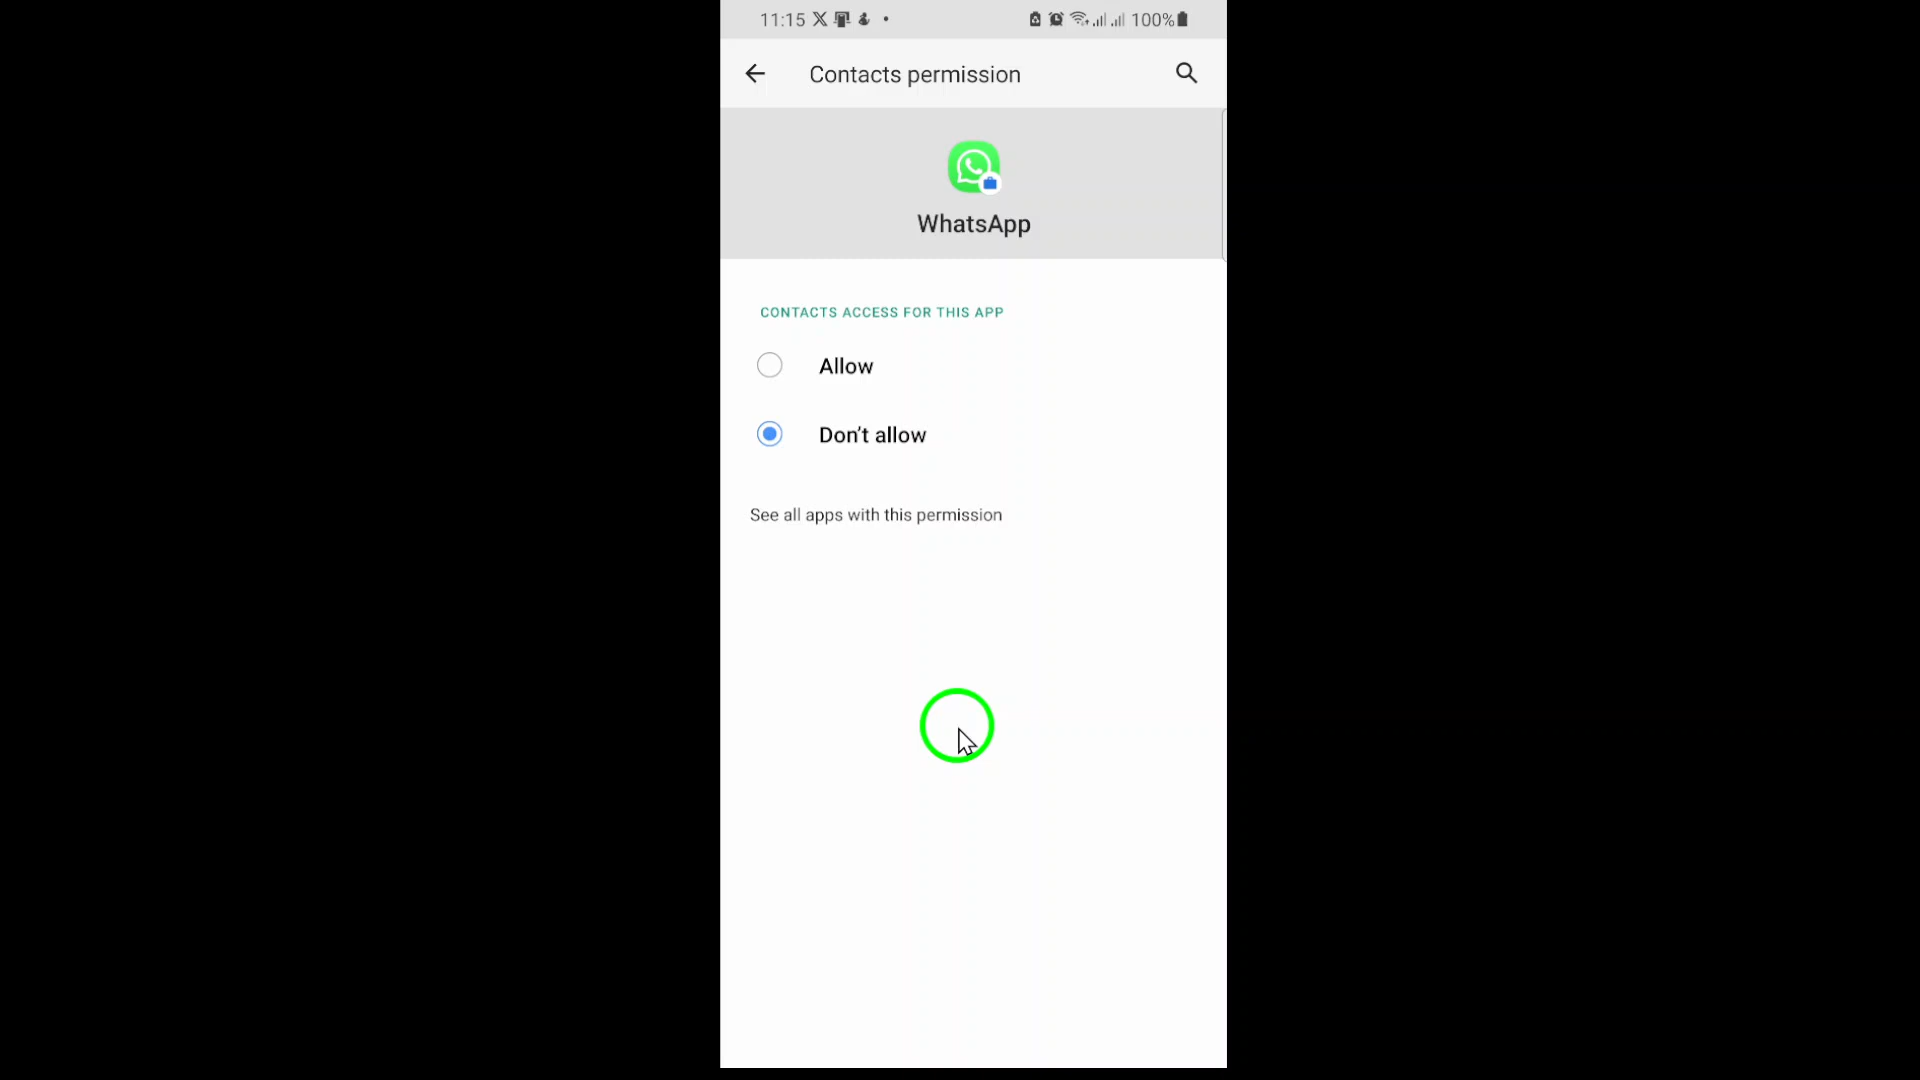 11:15 100%
Contacts permission
WhatsApp
CONTACTS ACCESS FOR THIS APP
Allow
Don't allow
See all apps with this permission